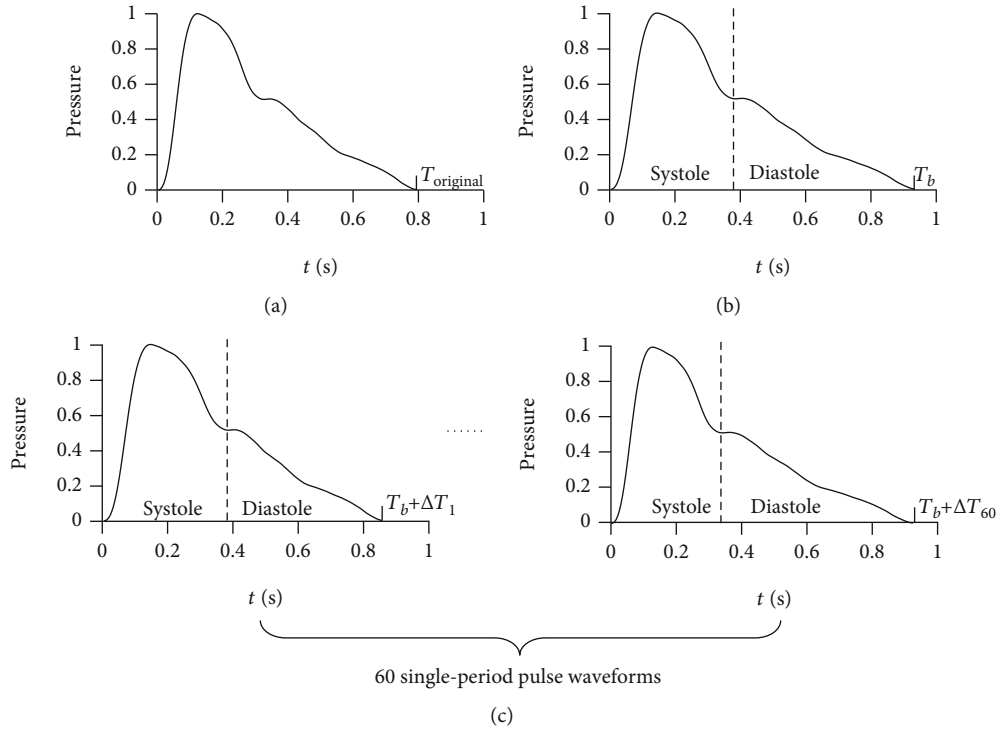 1
0.8
0.6
0.4
0.2
0
Pressure
T_original
0 0.2 0.4 0.6 0.8 1
t (s)
(a)
1
0.8
0.6
0.4
0.2
0
Pressure
Systole Diastole
T_b
0 0.2 0.4 0.6 0.8 1
t (s)
(b)
1
0.8
0.6
0.4
0.2
0
Pressure
Systole Diastole
T_b+ΔT_1
0 0.2 0.4 0.6 0.8 1
t (s)
......
1
0.8
0.6
0.4
0.2
0
Pressure
Systole Diastole
T_b+ΔT_60
0 0.2 0.4 0.6 0.8 1
t (s)
60 single-period pulse waveforms
(c)